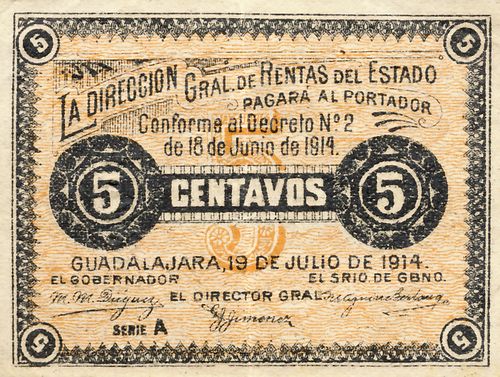 5 5
LA DIRECCION GRAL. DE RENTAS DEL ESTADO
PAGARÁ AL PORTADOR
Conforme al Decreto Nº 2
de 18 de Junio de 1914.
5 CENTAVOS 5
GUADALAJARA, 19 DE JULIO DE 1914.
EL GOBERNADOR EL SRIO DE GBNO.
M. M. Dieguez EL DIRECTOR GRAL.
Jimenez
SERIE A
5 5